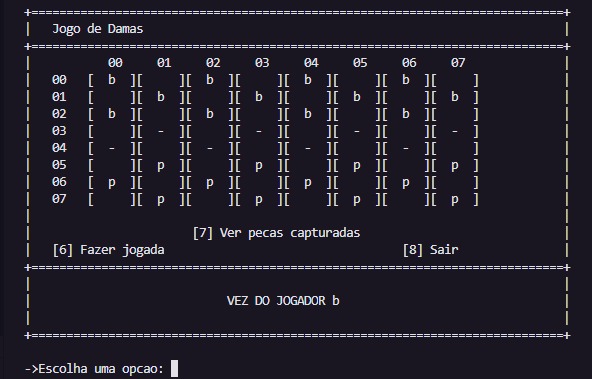 +============================================================================+
|   Jogo de Damas                                                            |
+============================================================================+
|           00     01     02     03     04     05     06     07              |
|   00   [  b  ][     ][  b  ][     ][  b  ][     ][  b  ][     ]            |
|   01   [     ][  b  ][     ][  b  ][     ][  b  ][     ][  b  ]            |
|   02   [  b  ][     ][  b  ][     ][  b  ][     ][  b  ][     ]            |
|   03   [     ][  -  ][     ][  -  ][     ][  -  ][     ][  -  ]            |
|   04   [  -  ][     ][  -  ][     ][  -  ][     ][  -  ][     ]            |
|   05   [     ][  p  ][     ][  p  ][     ][  p  ][     ][  p  ]            |
|   06   [  p  ][     ][  p  ][     ][  p  ][     ][  p  ][     ]            |
|   07   [     ][  p  ][     ][  p  ][     ][  p  ][     ][  p  ]            |
|                                                                            |
|                       [7] Ver pecas capturadas                             |
|   [6] Fazer jogada                                  [8] Sair               |
+============================================================================+
|                                                                            |
|                            VEZ DO JOGADOR b                                |
|                                                                            |
+============================================================================+
->Escolha uma opcao: